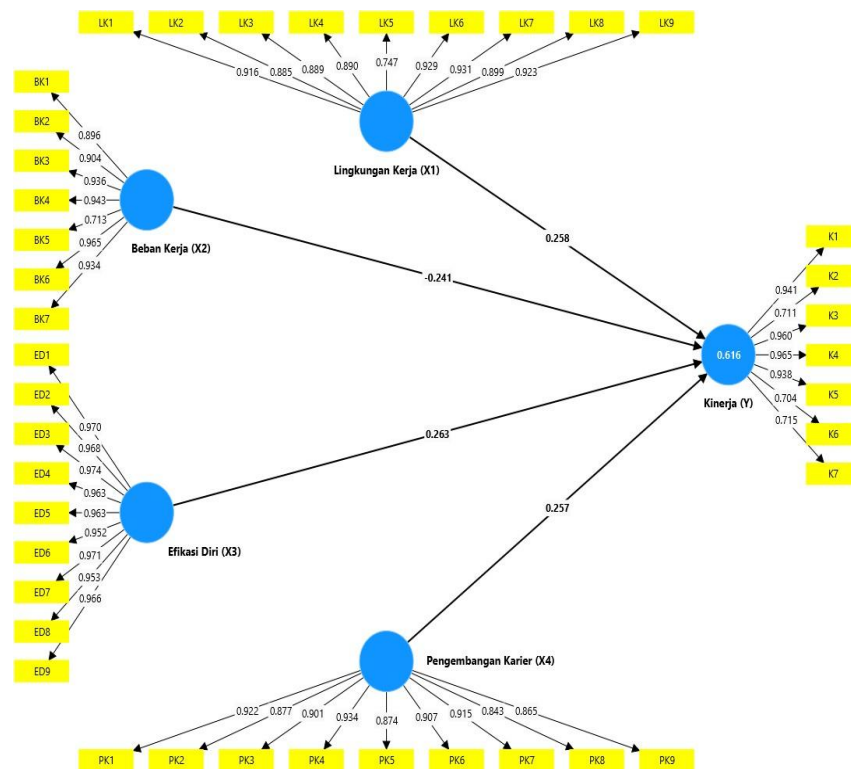 LK1 LK2 LK3 LK4 LK5 LK6 LK7 LK8 LK9
0.916 0.885 0.889 0.890 0.747 0.929 0.931 0.899 0.923
Lingkungan Kerja (X1)
BK1
BK2
BK3
BK4
BK5
BK6
BK7
0.896
0.904
0.936
0.943
0.713
0.965
0.934
Beban Kerja (X2)
0.258
-0.241
0.263
0.257
ED1
ED2
ED3
ED4
ED5
ED6
ED7
ED8
ED9
0.970
0.968
0.974
0.963
0.963
0.952
0.971
0.953
0.966
Efikasi Diri (X3)
0.616
Kinerja (Y)
0.941
0.711
0.960
0.965
0.938
0.704
0.715
K1
K2
K3
K4
K5
K6
K7
Pengembangan Karier (X4)
0.922 0.877 0.901 0.934 0.874 0.907 0.915 0.843 0.865
PK1 PK2 PK3 PK4 PK5 PK6 PK7 PK8 PK9